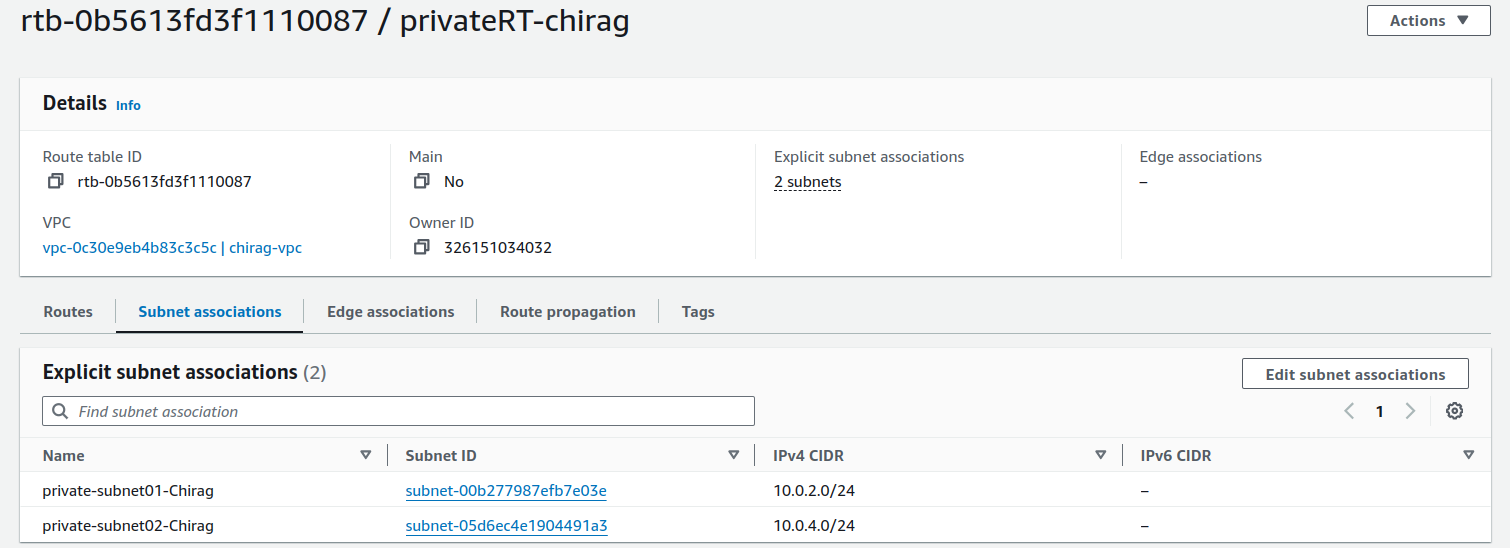 rtb-0b5613fd3f1110087 / privateRT-chirag
Actions
Details Info
Route table ID
rtb-0b5613fd3f1110087
Main
No
Explicit subnet associations
2 subnets
Edge associations
–
VPC
vpc-0c30e9eb4b83c3c5c | chirag-vpc
Owner ID
326151034032
Routes Subnet associations Edge associations Route propagation Tags
Explicit subnet associations (2)
Edit subnet associations
Find subnet association
1
Name Subnet ID IPv4 CIDR IPv6 CIDR
private-subnet01-Chirag subnet-00b277987efb7e03e 10.0.2.0/24 –
private-subnet02-Chirag subnet-05d6ec4e1904491a3 10.0.4.0/24 –